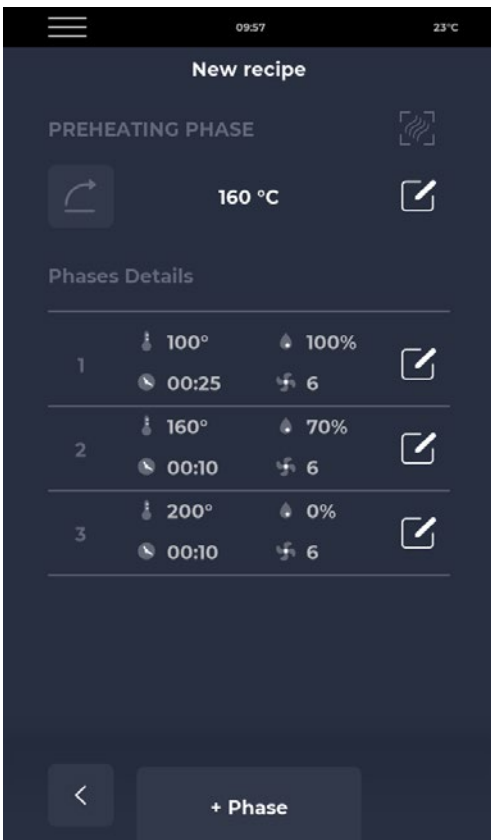 09:57 23°C
New recipe
PREHEATING PHASE
160 °C
Phases Details
1 100° 100%
00:25 6
2 160° 70%
00:10 6
3 200° 0%
00:10 6
+ Phase